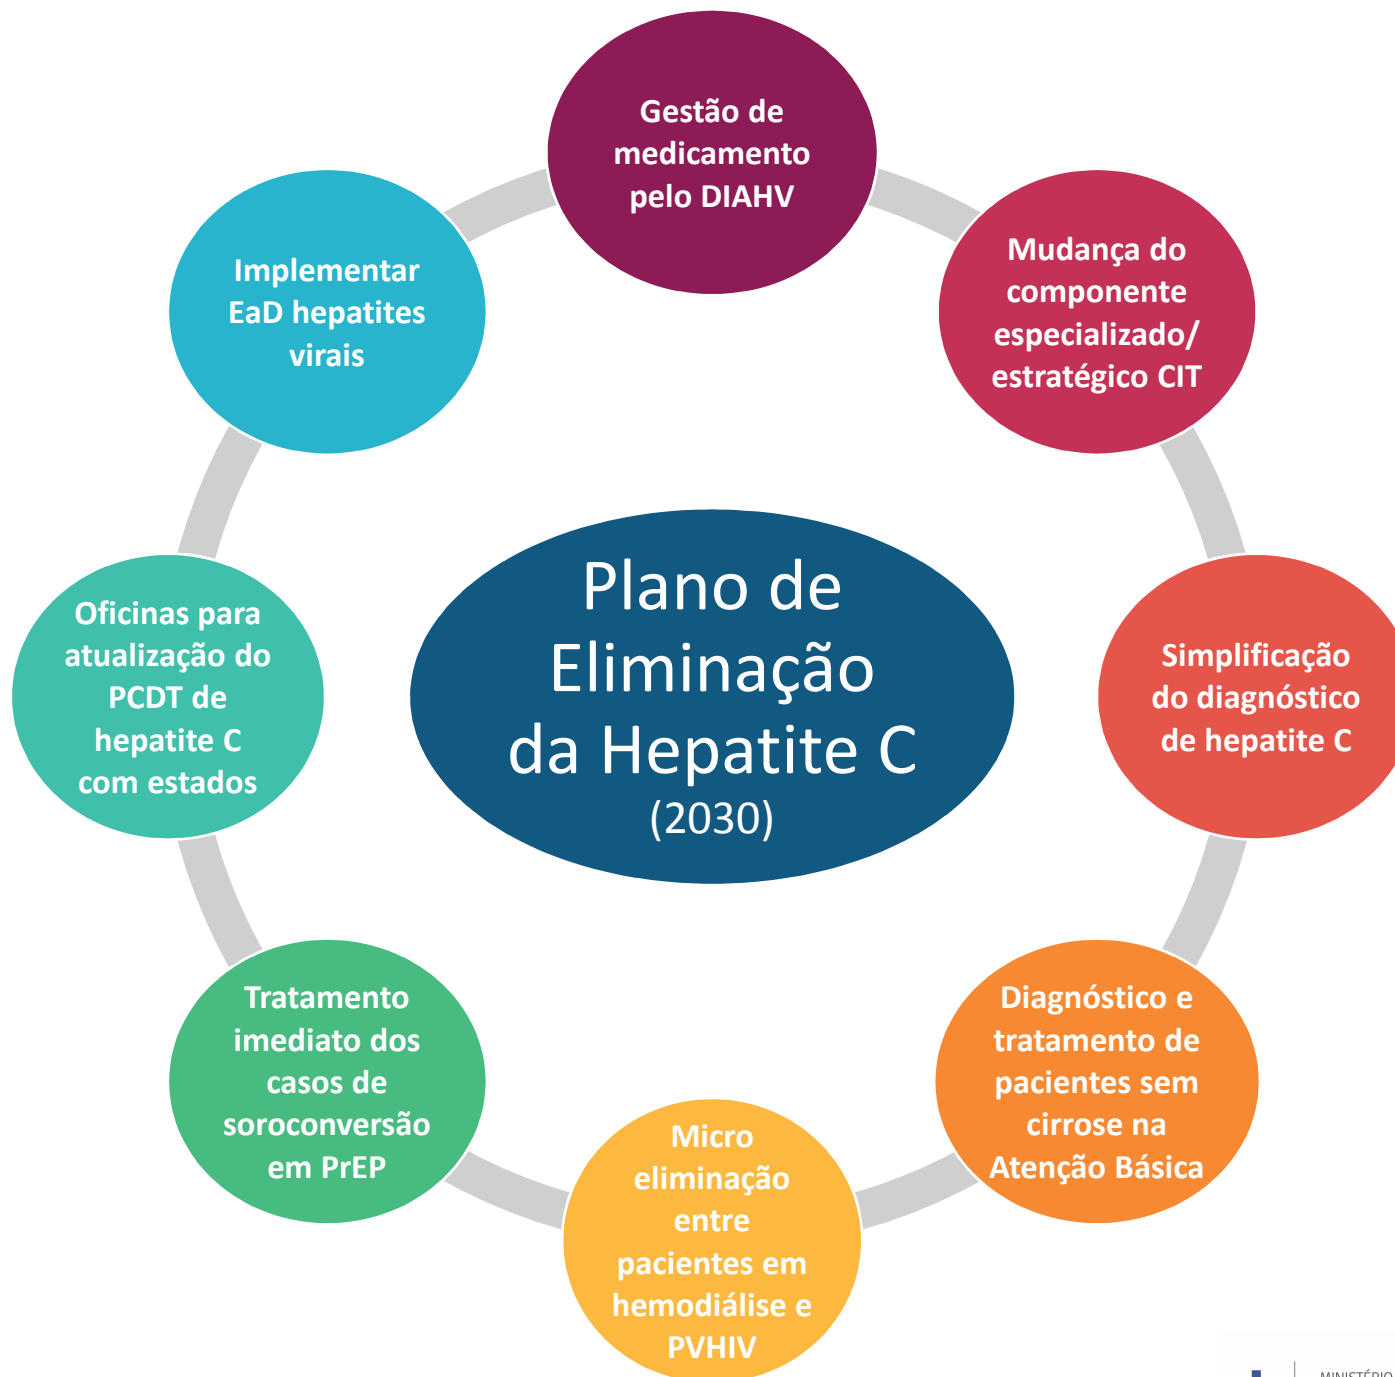 Gestão de
medicamento
pelo DIAHV
Mudança do
componente
especializado/
estratégico CIT
Simplificação
do diagnóstico
de hepatite C
Diagnóstico e
tratamento de
pacientes sem
cirrose na
Atenção Básica
Micro
eliminação
entre
pacientes em
hemodiálise e
PVHIV
Tratamento
imediato dos
casos de
soroconversão
em PrEP
Oficinas para
atualização do
PCDT de
hepatite C
com estados
Implementar
EaD hepatites
virais
Plano de
Eliminação
da Hepatite C
(2030)
MINISTÉRIO